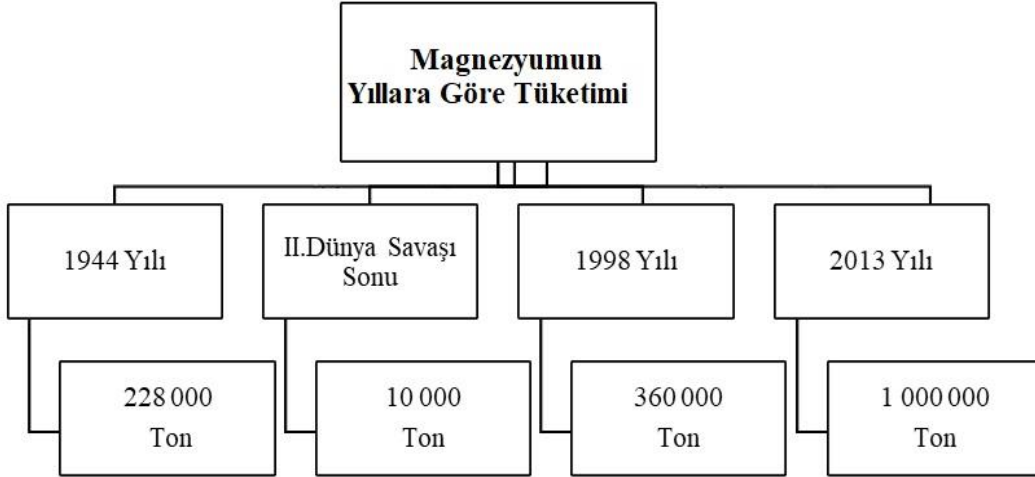 Magnezyumun
Yıllara Göre Tüketimi
1944 Yılı
II.Dünya Savaşı
Sonu
1998 Yılı
2013 Yılı
228 000
Ton
10 000
Ton
360 000
Ton
1 000 000
Ton